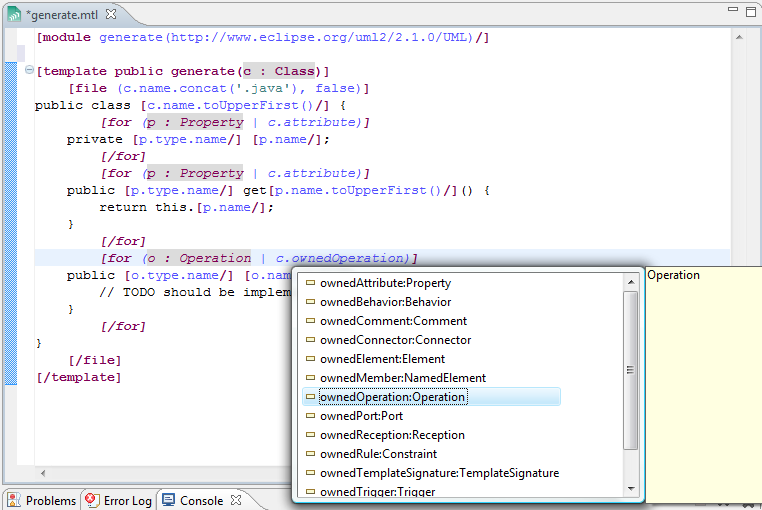 *generate.mtl
[module generate(http://www.eclipse.org/uml2/2.1.0/UML)/]
[template public generate(c : Class)]
[file (c.name.concat('.java'), false)]
public class [c.name.toUpperFirst()/] {
[for (p : Property | c.attribute)]
private [p.type.name/] [p.name/];
[/for]
[for (p : Property | c.attribute)]
public [p.type.name/] get[p.name.toUpperFirst()/]() {
return this.[p.name/];
}
[/for]
[for (o : Operation | c.ownedOperation)]
public [o.type.name/] [o.nam
// TODO should be implem
}
[/for]
}
[/file]
[/template]
ownedAttribute:Property
ownedBehavior:Behavior
ownedComment:Comment
ownedConnector:Connector
ownedElement:Element
ownedMember:NamedElement
ownedOperation:Operation
ownedPort:Port
ownedReception:Reception
ownedRule:Constraint
ownedTemplateSignature:TemplateSignature
ownedTrigger:Trigger
Operation
Problems Error Log Console